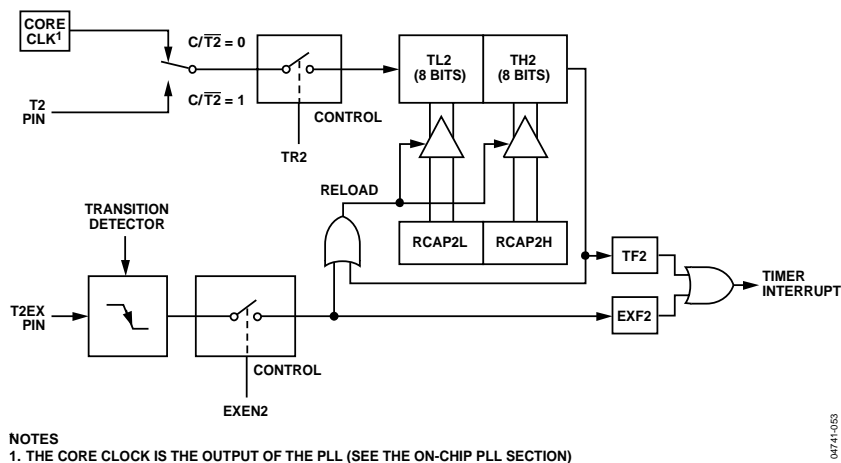 CORE
CLK1
C/T2 = 0
C/T2 = 1
T2
PIN
CONTROL
TR2
TL2
(8 BITS)
TH2
(8 BITS)
RELOAD
TRANSITION
DETECTOR
RCAP2L
RCAP2H
TF2
TIMER
INTERRUPT
T2EX
PIN
EXF2
CONTROL
EXEN2
NOTES
1. THE CORE CLOCK IS THE OUTPUT OF THE PLL (SEE THE ON-CHIP PLL SECTION)
04741-053